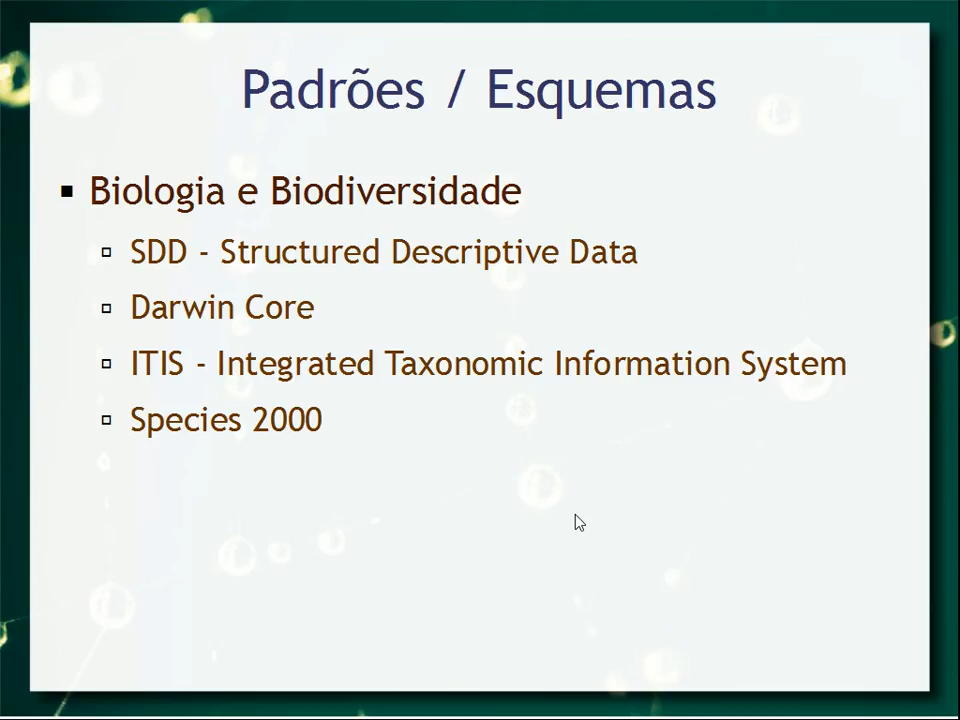 Padrões / Esquemas
Biologia e Biodiversidade
SDD - Structured Descriptive Data
Darwin Core
ITIS - Integrated Taxonomic Information System
Species 2000